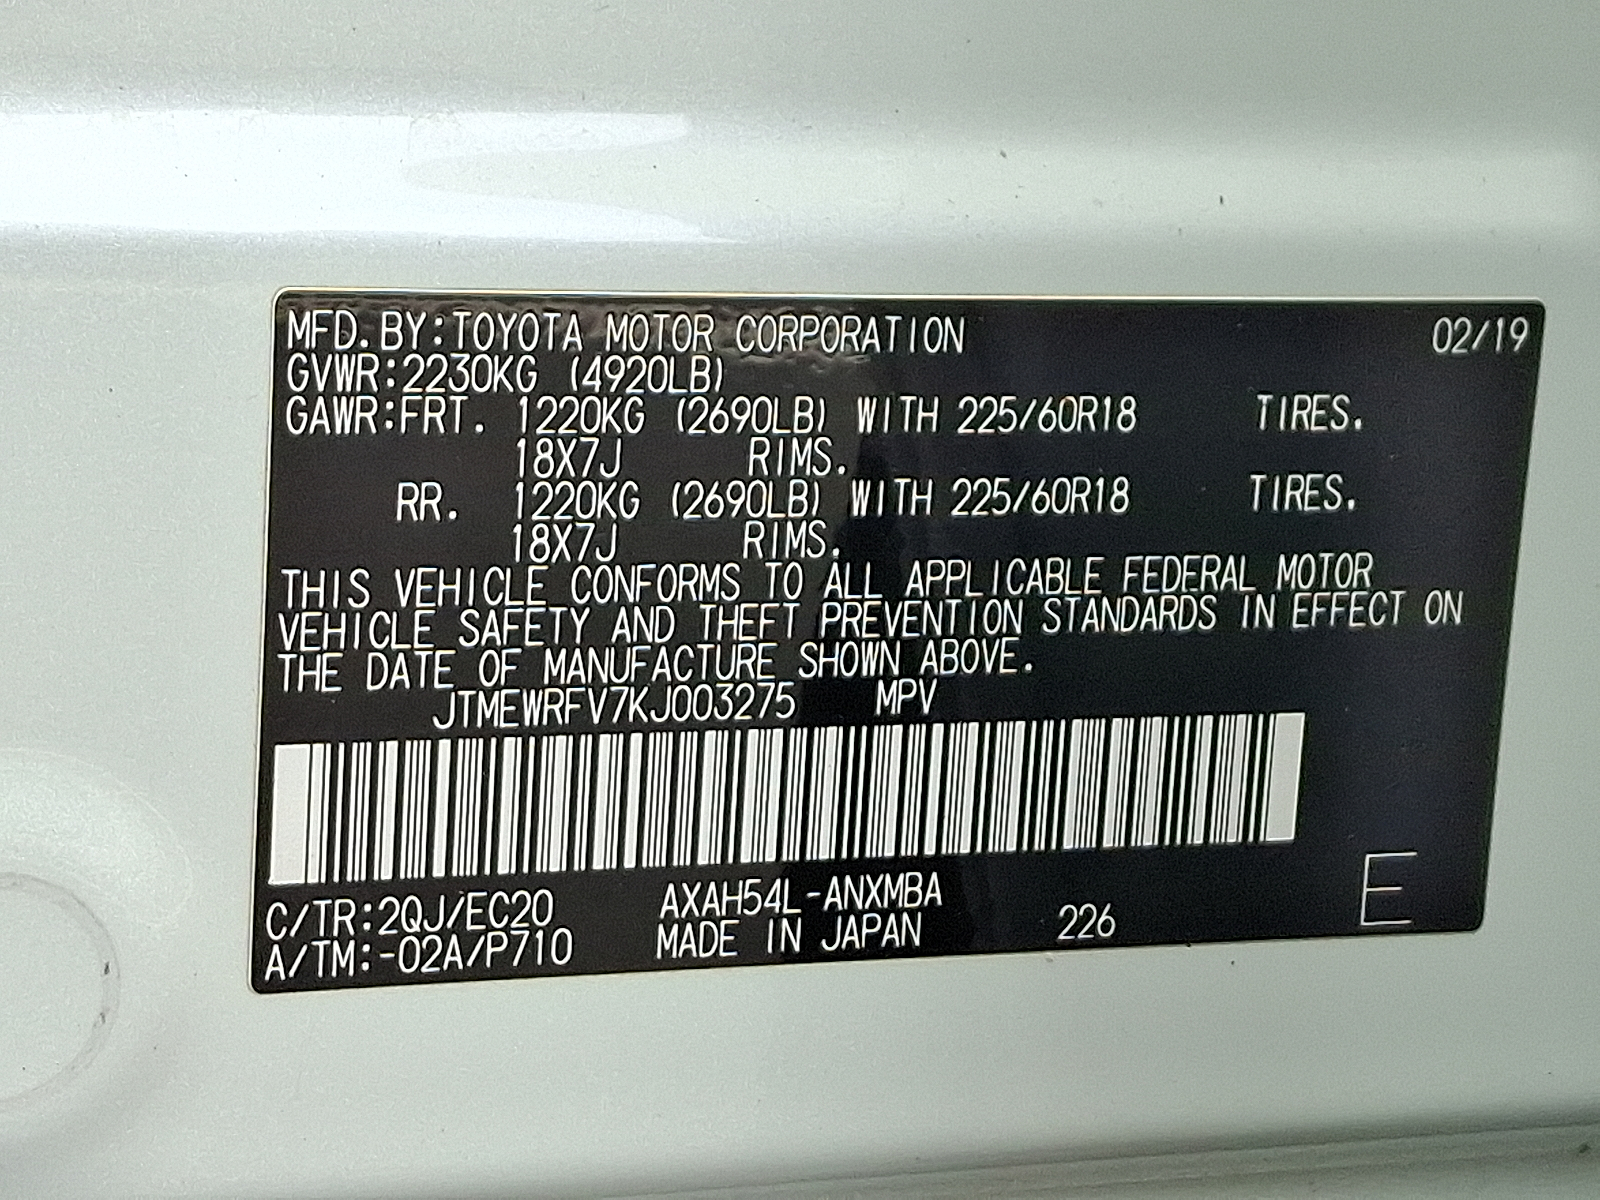 MFD. BY:TOYOTA MOTOR CORPORATION 02/19
GVWR:2230KG (4920LB)
GAWR:FRT. 1220KG (2690LB) WITH 225/60R18 TIRES.
18X7J RIMS.
RR. 1220KG (2690LB) WITH 225/60R18 TIRES.
18X7J RIMS.
THIS VEHICLE CONFORMS TO ALL APPLICABLE FEDERAL MOTOR
VEHICLE SAFETY AND THEFT PREVENTION STANDARDS IN EFFECT ON
THE DATE OF MANUFACTURE SHOWN ABOVE.
JTMEWRFV7KJ003275 MPV
C/TR:2QJ/EC20 AXAH54L-ANXMBA
A/TM:-02A/P710 MADE IN JAPAN 226 E